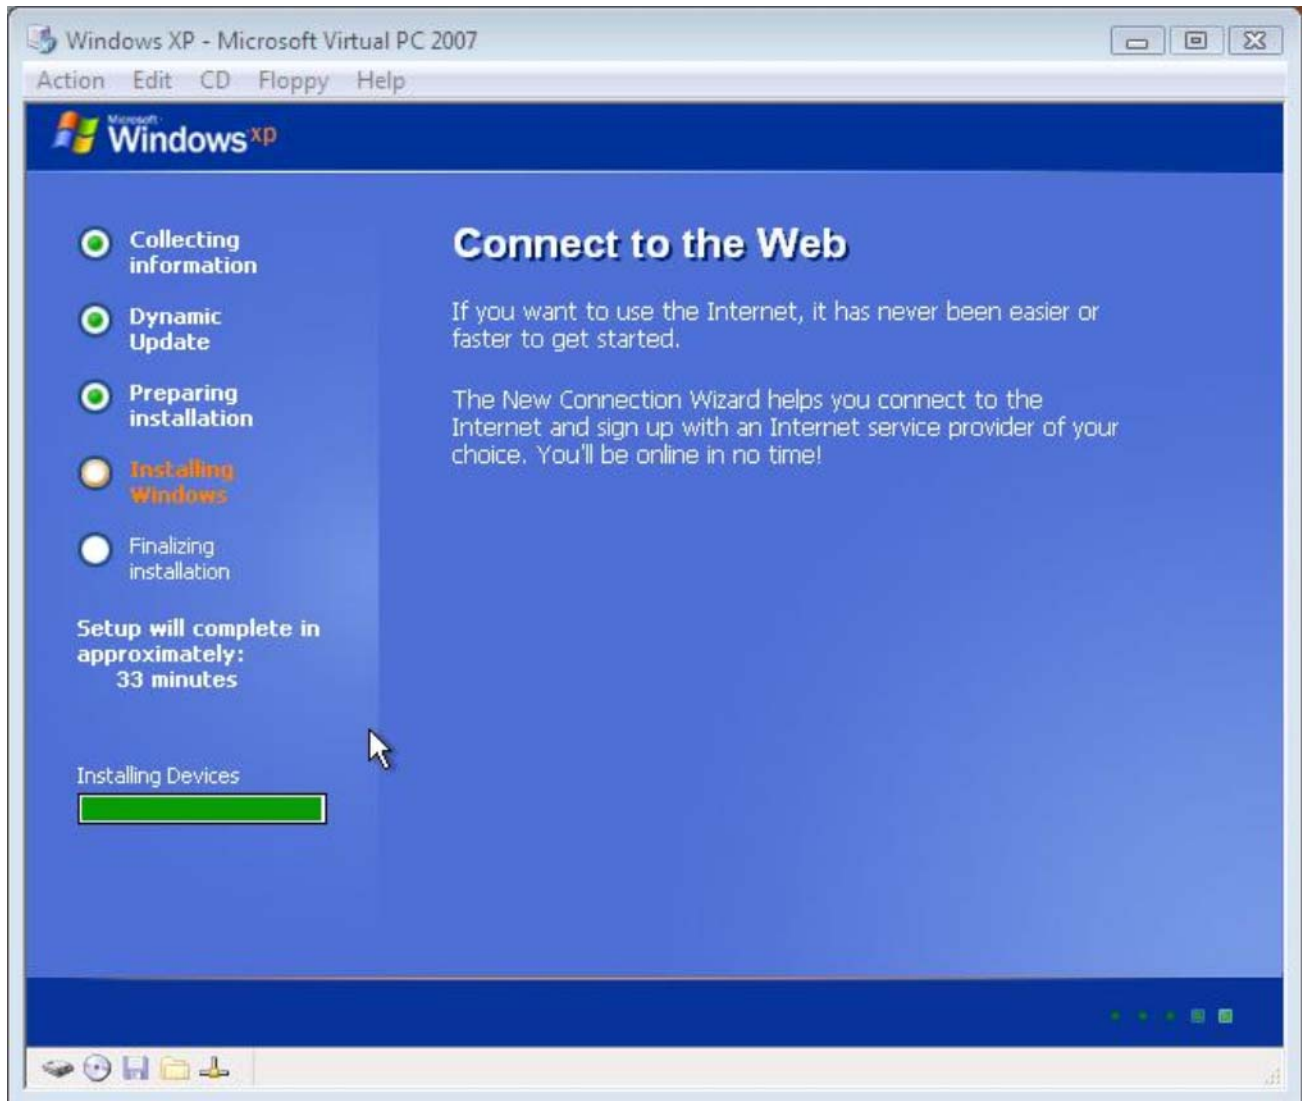 Windows XP - Microsoft Virtual PC 2007
Action Edit CD Floppy Help
Microsoft
Windows xp
Collecting
information
Dynamic
Update
Preparing
installation
Installing
Windows
Finalizing
installation
Setup will complete in
approximately:
33 minutes
Installing Devices
Connect to the Web
If you want to use the Internet, it has never been easier or
faster to get started.
The New Connection Wizard helps you connect to the
Internet and sign up with an Internet service provider of your
choice. You'll be online in no time!